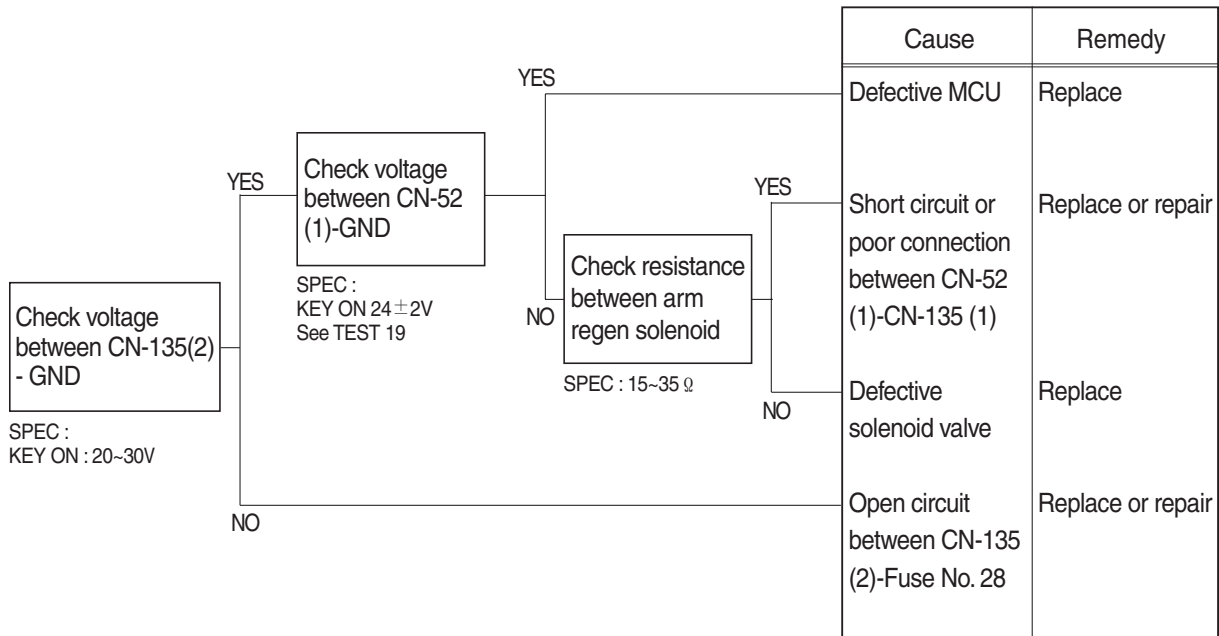 Cause
Remedy
YES
Defective MCU
Replace
Check voltage
between CN-52
(1)-GND
YES
YES
Short circuit or
poor connection
between CN-52
(1)-CN-135 (1)
Replace or repair
Check resistance
between arm
regen solenoid
SPEC :
KEY ON 24±2V
See TEST 19
NO
Check voltage
between CN-135(2)
- GND
SPEC : 15~35 Ω
NO
Defective
solenoid valve
Replace
SPEC :
KEY ON : 20~30V
NO
Open circuit
between CN-135
(2)-Fuse No. 28
Replace or repair